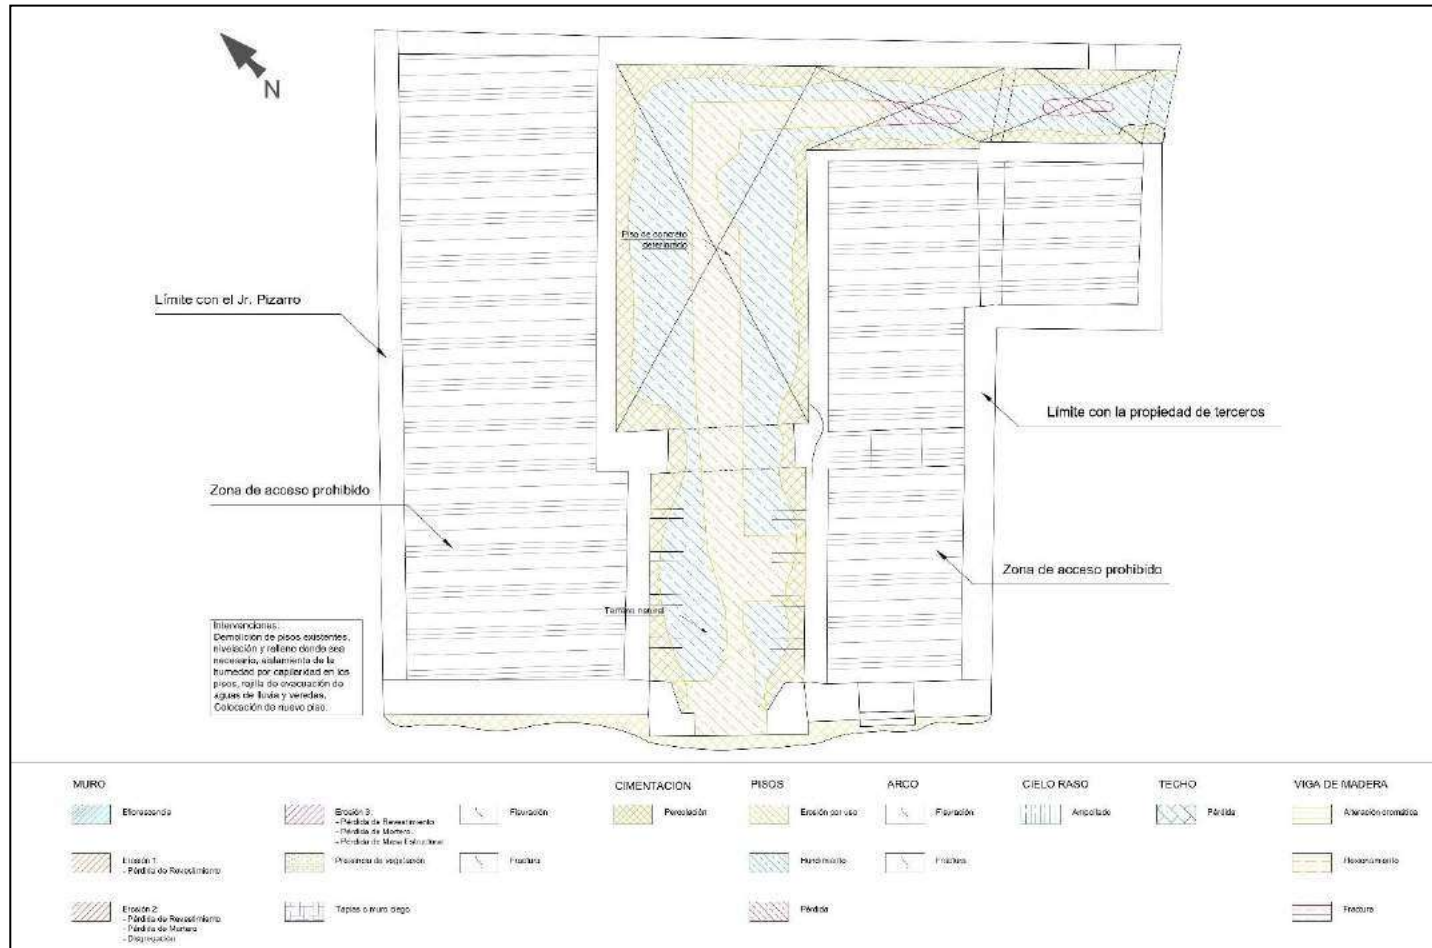 N
Piso de concreto
deteriorado
Límite con el Jr. Pizarro
Límite con la propiedad de terceros
Zona de acceso prohibido
Zona de acceso prohibido
Terreno natural
Intervenciones:
Demolición de pisos existentes,
nivelación y relleno donde sea
necesario, aislamiento de la
humedad por capilaridad en los
pisos, rejilla de evacuación de
aguas de lluvia y veredas.
Colocación de nuevo piso.
MURO
Eflorescencia
Erosión 1:
- Pérdida de Revestimiento
Erosión 2:
- Pérdida de Revestimiento
- Pérdida de Mortero
- Disgregación
Erosión 3:
- Pérdida de Revestimiento
- Pérdida de Mortero
- Pérdida de Masa Estructural
Presencia de vegetación
Tapias o muro ciego
Fisuración
Fractura
CIMENTACION
Percolación
PISOS
Erosión por uso
Hundimiento
Pérdida
ARCO
Fisuración
Fractura
CIELO RASO
Ampollado
TECHO
Pérdida
VIGA DE MADERA
Alteración cromática
Flexionamiento
Fractura